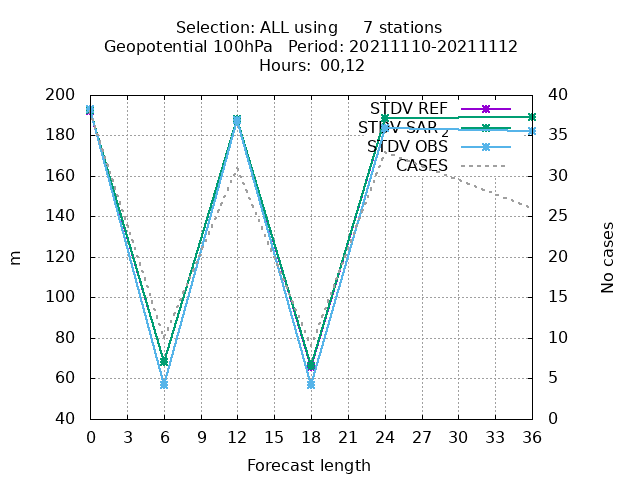 Selection: ALL using 7 stations
Geopotential 100hPa Period: 20211110-20211112
Hours: 00,12
200 40
STDV REF
180 35
STDV SAR 2
STDV OBS
CASES
160 30
140 25
120 20
100 15
80 10
60 5
40 0
m
No cases
0 3 6 9 12 15 18 21 24 27 30 33 36
Forecast length